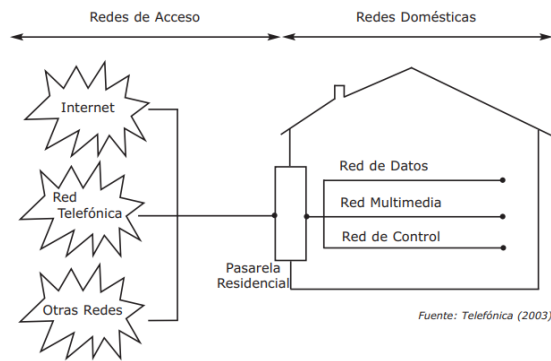 Redes de Acceso
Redes Domésticas
Internet
Red
Telefónica
Otras Redes
Pasarela
Residencial
Red de Datos
Red Multimedia
Red de Control
Fuente: Telefónica (2003)